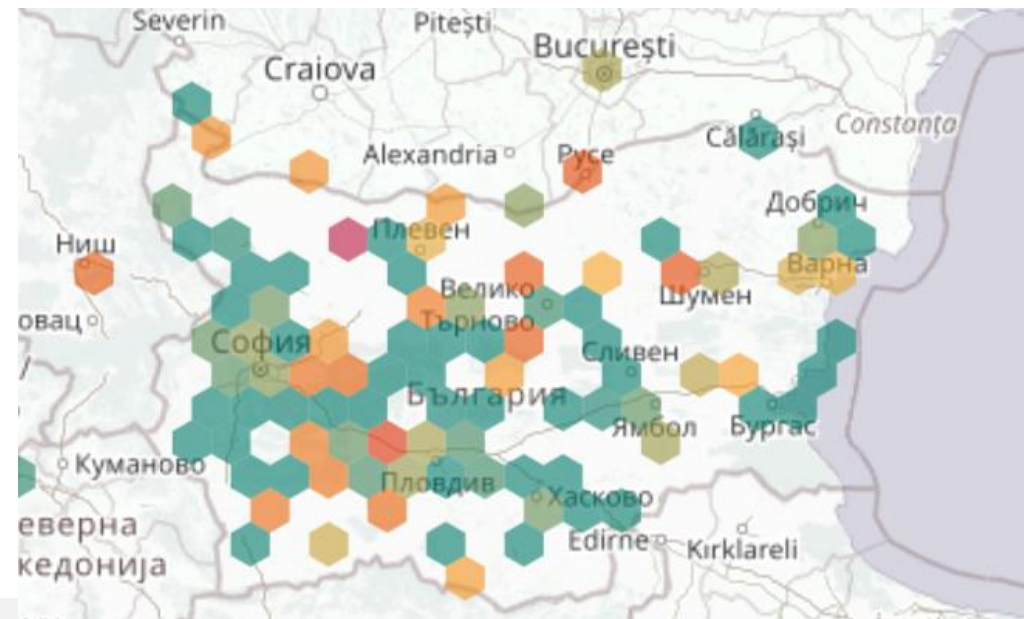 Severin
Pitești
București
Craiova
Constanța
Călărași
Alexandria
Русе
Добрич
Плевен
Ниш
Варна
Велико
Търново
Шумен
овац
София
Сливен
България
Ямбол
Бургас
Куманово
Пловдив
Хасково
еверна
кедонија
Edirne
Kırklareli